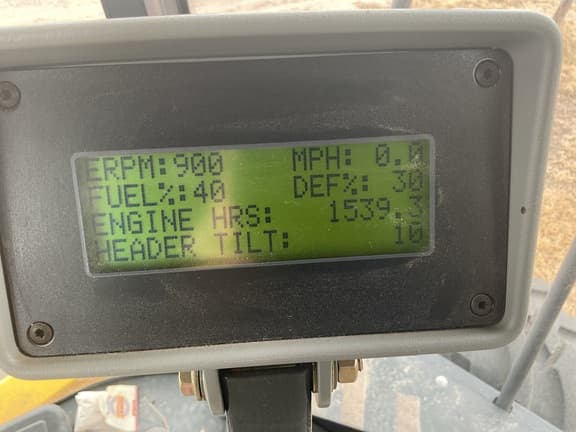 ERPM:900 MPH: 0.0
FUEL%:40 DEF%: 30
ENGINE HRS: 1539.3
HEADER TILT: 10